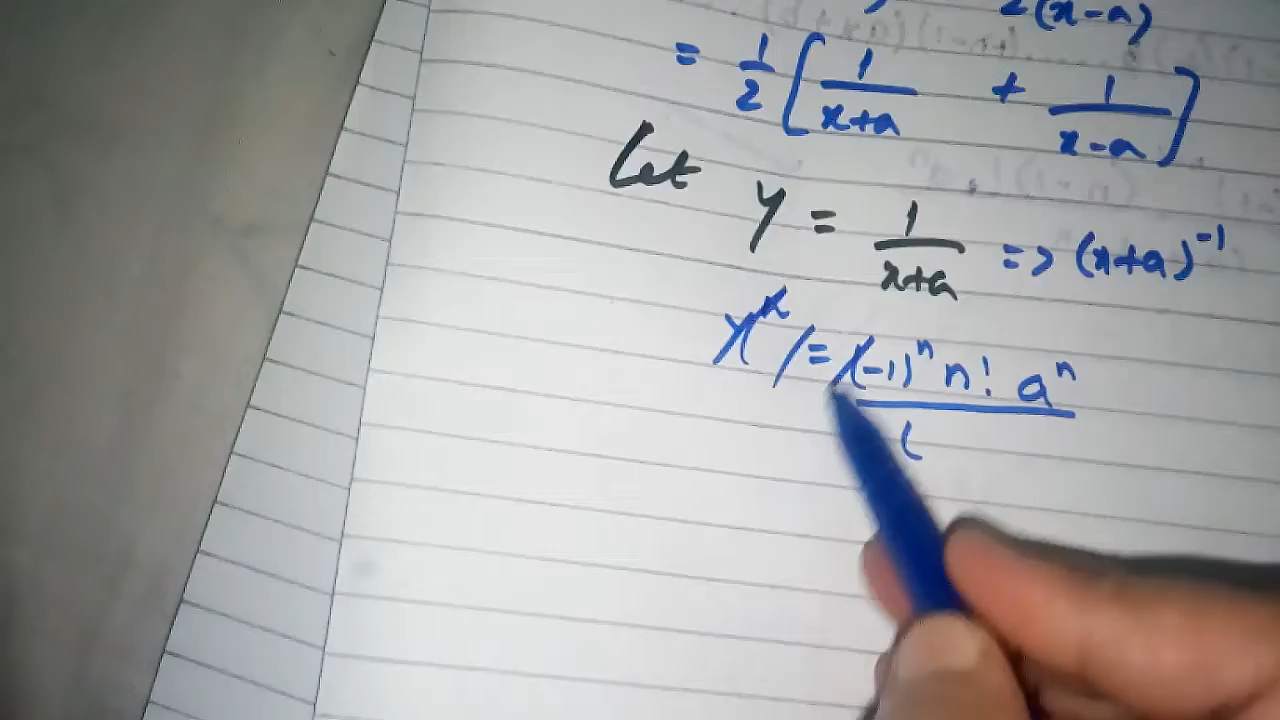 2(x-a)
= 1/2 [ 1/(x+a) + 1/(x-a) ]
Let y = 1/(x+a) => (x+a)^-1
y^n = (-1)^n n! a^n / (